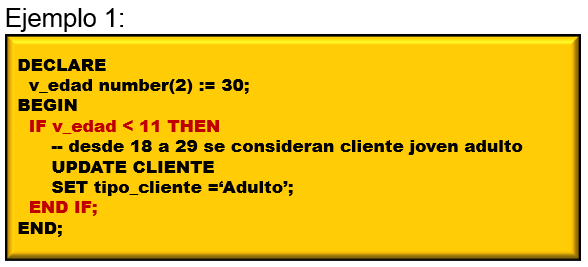 Ejemplo 1:
DECLARE
v_edad number(2) := 30;
BEGIN
IF v_edad < 11 THEN
-- desde 18 a 29 se consideran cliente joven adulto
UPDATE CLIENTE
SET tipo_cliente =‘Adulto’;
END IF;
END;